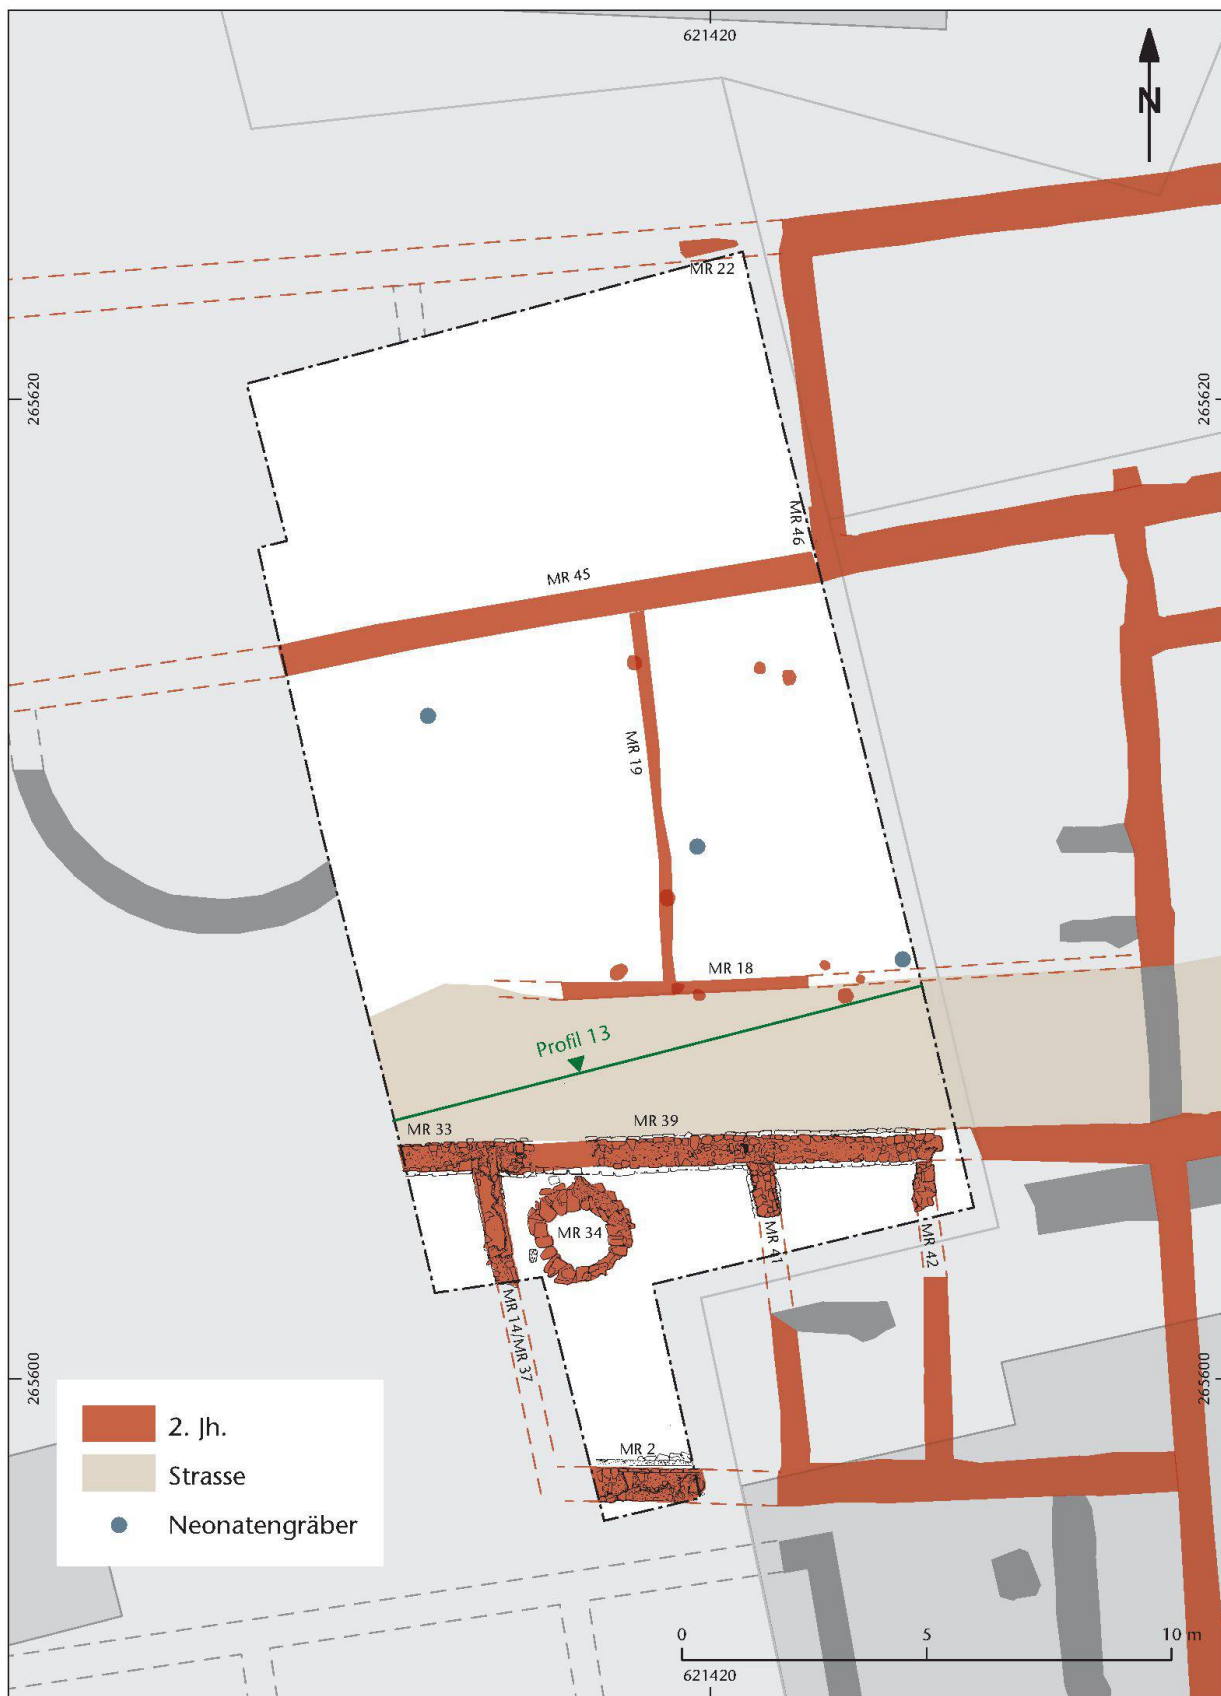 621420
N
MR 22
265620
265620
MR 46
MR 45
MR 19
MR 18
Profil 13
MR 33
MR 39
MR 34
MR 41
MR 42
MR 14/MR 37
265600
265600
2. Jh.
Strasse
Neonatengräber
MR 2
0 5 10 m
621420